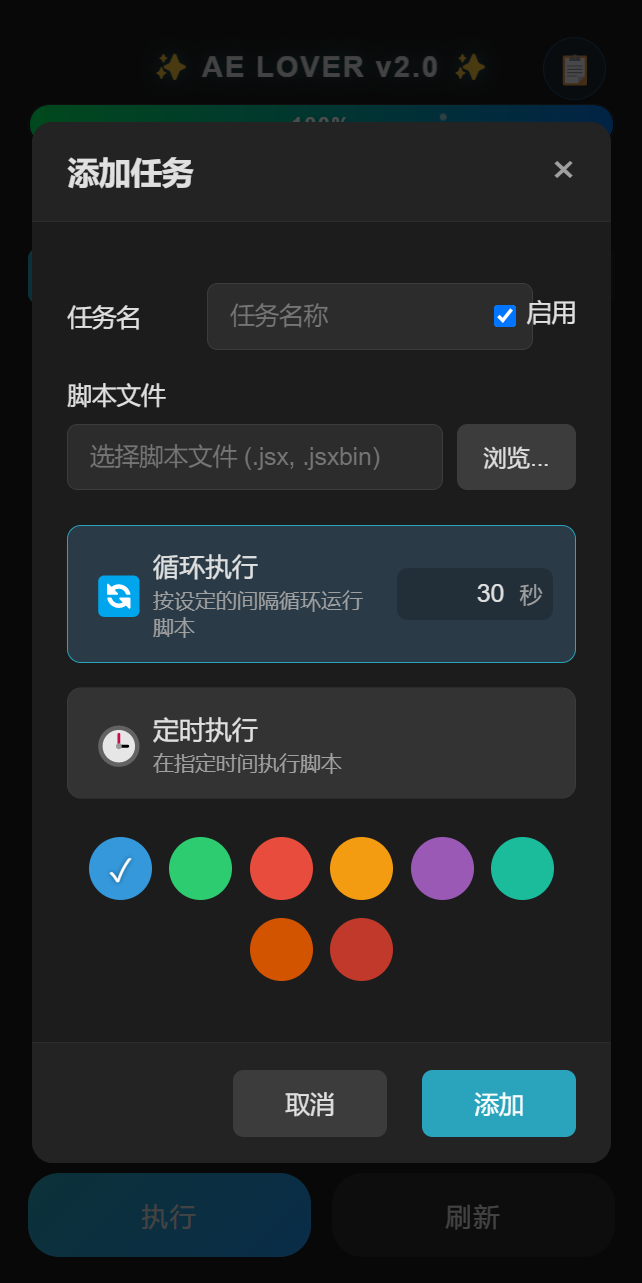 ✨ AE LOVER v2.0 ✨
100%
添加任务
×
任务名
任务名称
启用
脚本文件
选择脚本文件 (.jsx, .jsxbin)
浏览...
循环执行
按设定的间隔循环运行
脚本
30 秒
定时执行
在指定时间执行脚本
取消
添加
执行
刷新